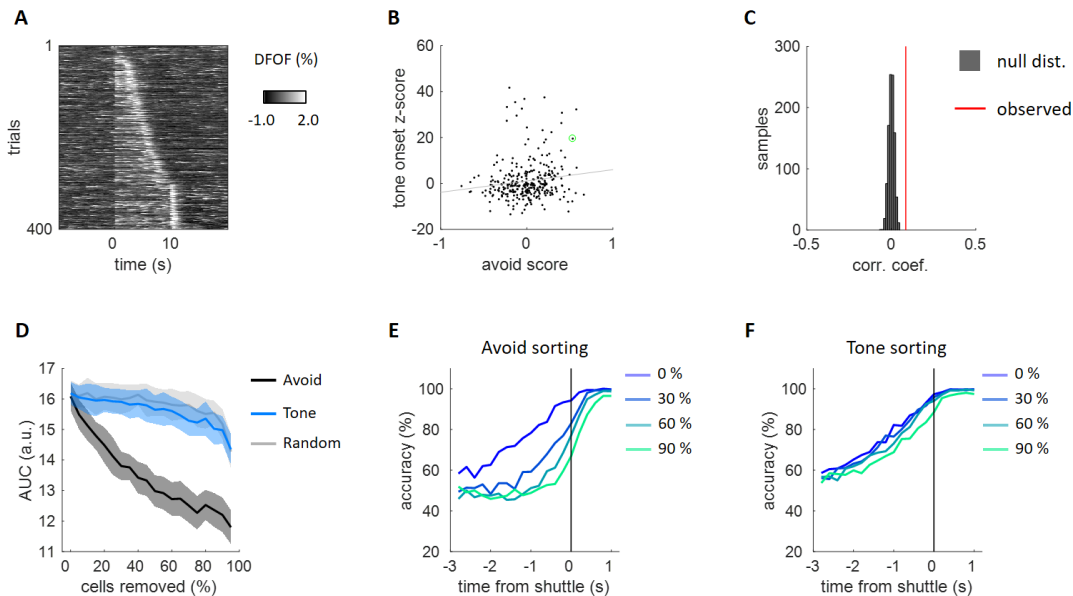 A
1
trials
400
0
10
time (s)
DFOF (%)
-1.0
2.0
B
60
40
20
0
-20
tone onset z-score
-1
0
1
avoid score
C
300
200
100
0
samples
-0.5
0
0.5
corr. coef.
null dist.
observed
D
17
16
15
14
13
12
11
AUC (a.u.)
0 20 40 60 80 100
cells removed (%)
Avoid
Tone
Random
E
Avoid sorting
100
80
60
40
20
accuracy (%)
-3 -2 -1 0 1
time from shuttle (s)
0 %
30 %
60 %
90 %
F
Tone sorting
100
80
60
40
20
accuracy (%)
-3 -2 -1 0 1
time from shuttle (s)
0 %
30 %
60 %
90 %